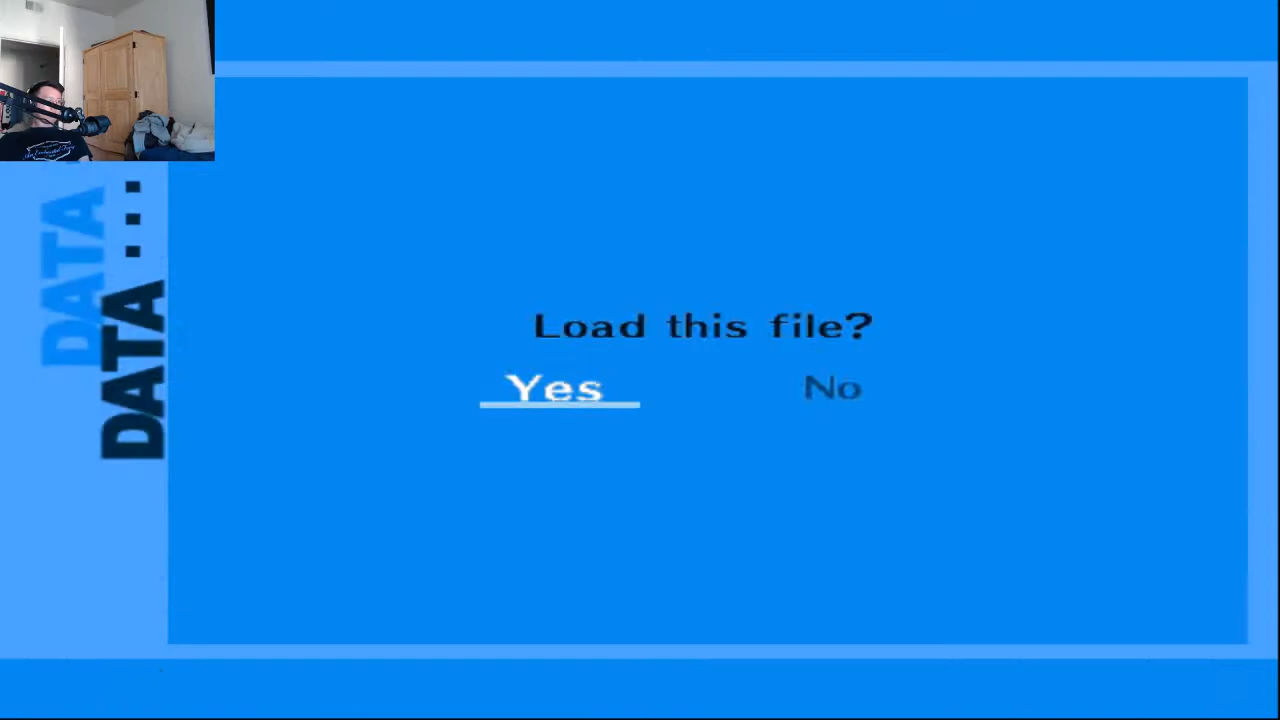 DATA
DATA ...
Load this file?
Yes No